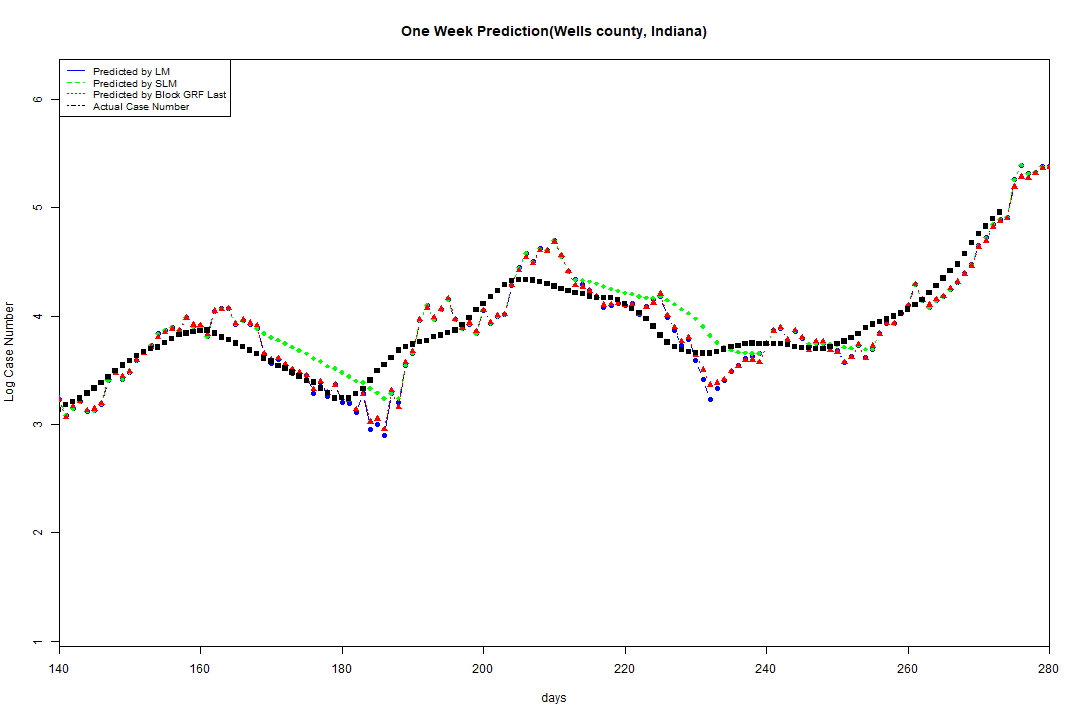 One Week Prediction(Wells county, Indiana)
Predicted by LM
Predicted by SLM
Predicted by Block GRF Last
Actual Case Number
6
5
4
3
2
1
Log Case Number
140 160 180 200 220 240 260 280
days